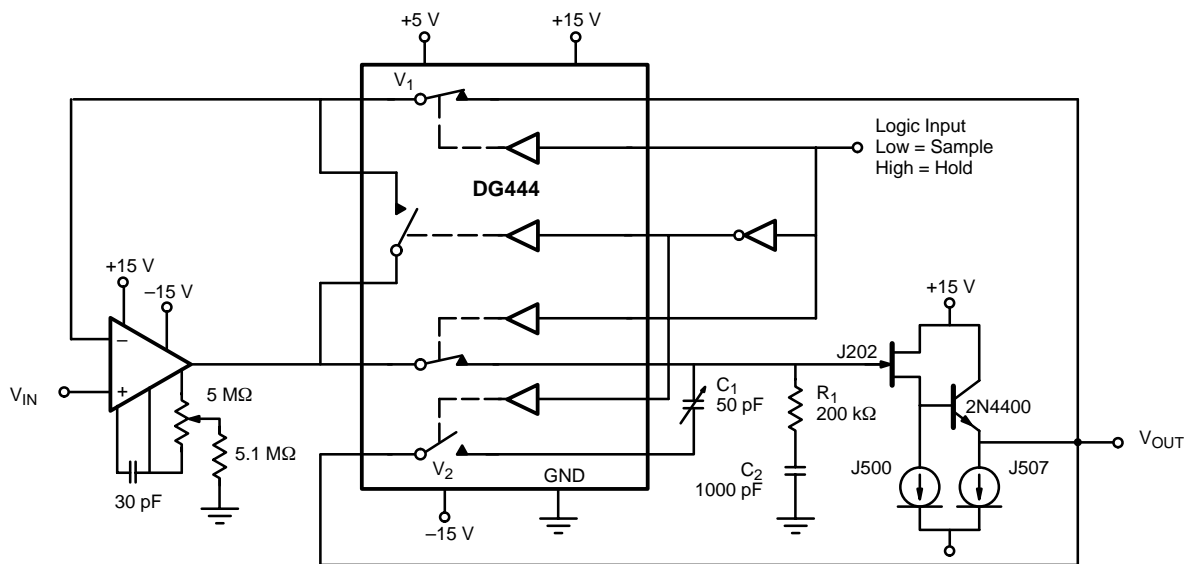 +5 V
+15 V
V1
Logic Input
Low = Sample
High = Hold
DG444
+15 V
–15 V
+15 V
–
+
VIN
5 MΩ
5.1 MΩ
30 pF
J202
C1
50 pF
R1
200 kΩ
2N4400
VOUT
V2
C2
1000 pF
J500
J507
GND
–15 V